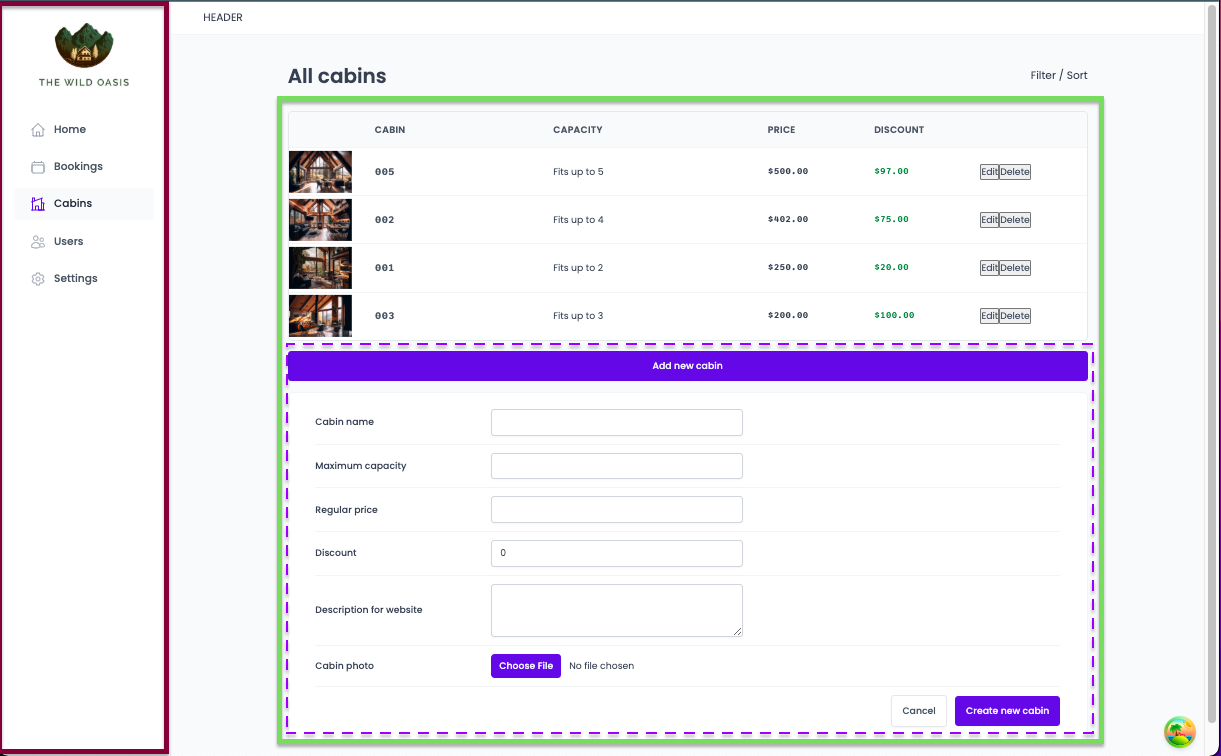 HEADER
THE WILD OASIS
Home
Bookings
Cabins
Users
Settings
All cabins
Filter / Sort
CABIN CAPACITY PRICE DISCOUNT
005 Fits up to 5 $500.00 $97.00 Edit Delete
002 Fits up to 4 $402.00 $75.00 Edit Delete
001 Fits up to 2 $250.00 $20.00 Edit Delete
003 Fits up to 3 $200.00 $100.00 Edit Delete
Add new cabin
Cabin name
Maximum capacity
Regular price
Discount 0
Description for website
Cabin photo Choose File No file chosen
Cancel Create new cabin